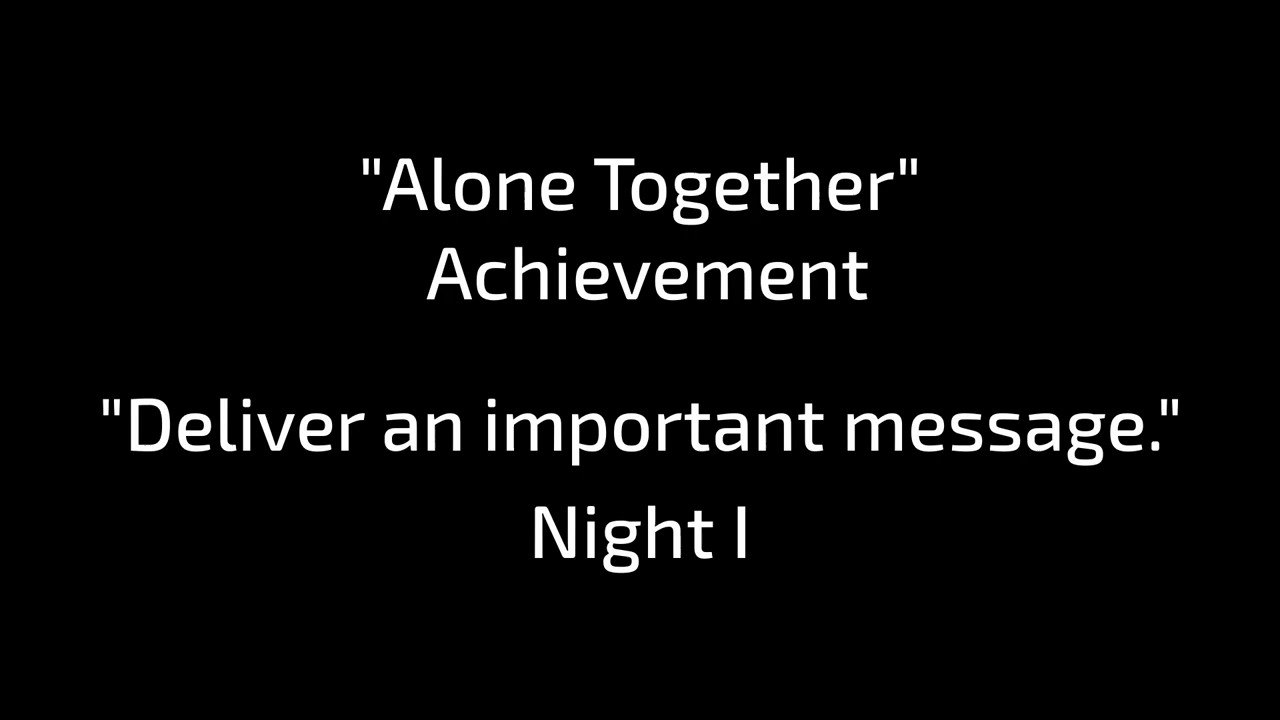 "Alone Together"
Achievement
"Deliver an important message."
Night I